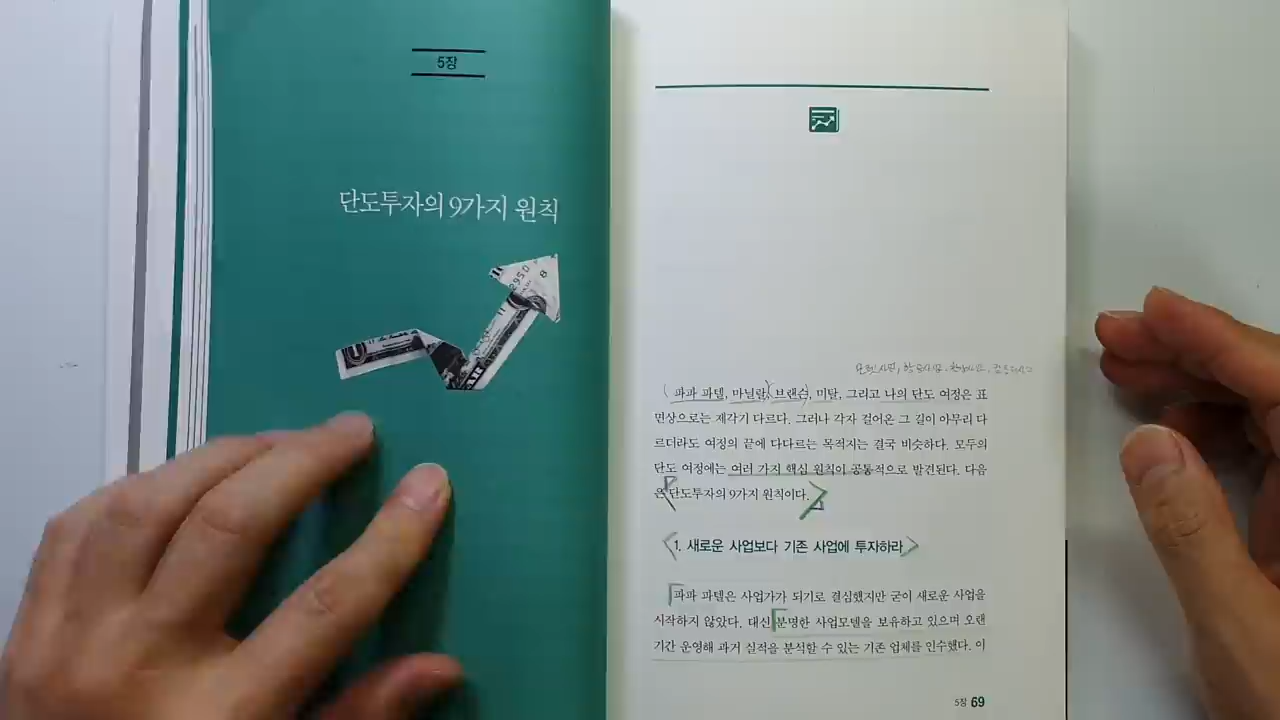 5장
단도투자의 9가지 원칙
파파 파텔, 마닐랄, 브랜슨, 미탈, 그리고 나의 단도 여정은 표
면상으로는 제각기 다르다. 그러나 각자 걸어온 그 길이 아무리 다
르더라도 여정의 끝에 다다르는 목적지는 결국 비슷하다. 모두의
단도 여정에는 여러 가지 핵심 원칙이 공통적으로 발견된다. 다음
은 단도투자의 9가지 원칙이다.
1. 새로운 사업보다 기존 사업에 투자하라
파파 파텔은 사업가가 되기로 결심했지만 굳이 새로운 사업을
시작하지 않았다. 대신 분명한 사업모델을 보유하고 있으며 오랜
기간 운영해 과거 실적을 분석할 수 있는 기존 업체를 인수했다. 이
5장 69